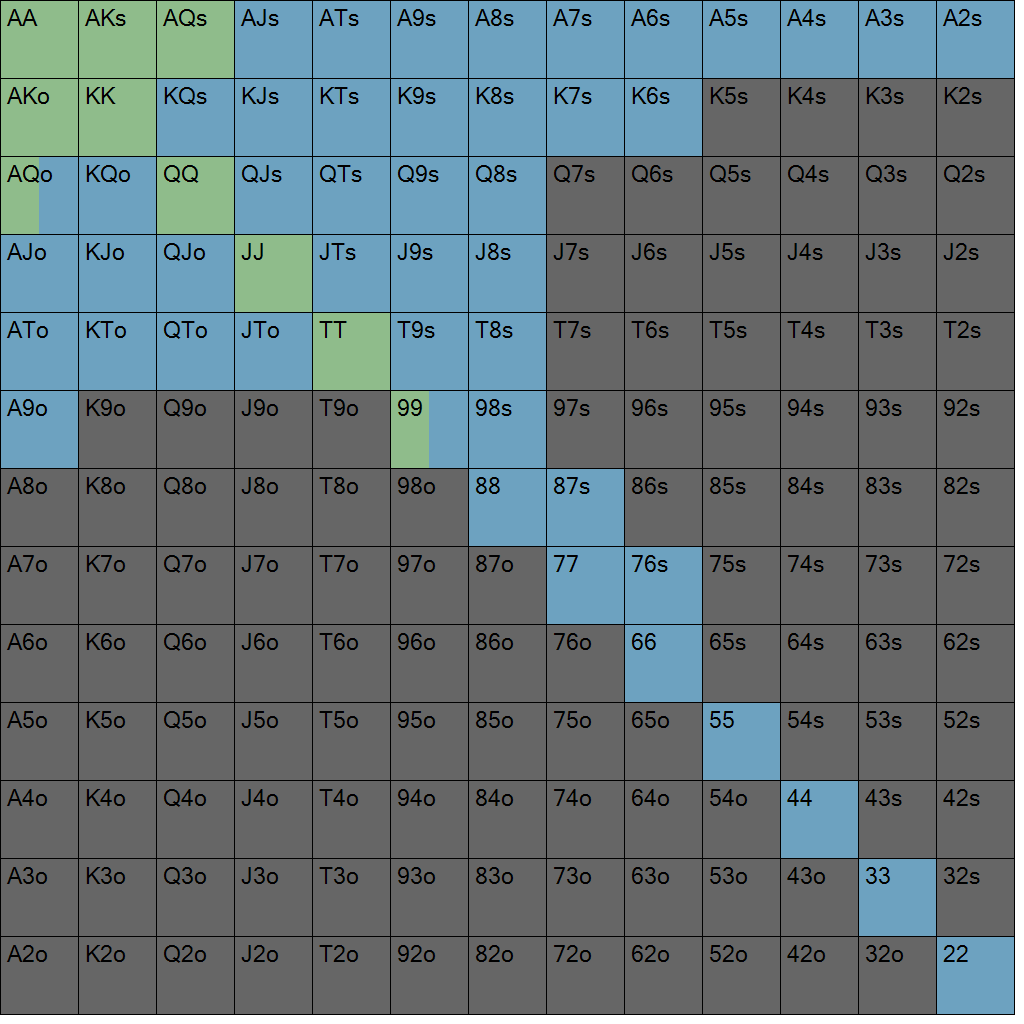 AA AKs AQs AJs ATs A9s A8s A7s A6s A5s A4s A3s A2s
AKo KK KQs KJs KTs K9s K8s K7s K6s K5s K4s K3s K2s
AQo KQo QQ QJs QTs Q9s Q8s Q7s Q6s Q5s Q4s Q3s Q2s
AJo KJo QJo JJ JTs J9s J8s J7s J6s J5s J4s J3s J2s
ATo KTo QTo JTo TT T9s T8s T7s T6s T5s T4s T3s T2s
A9o K9o Q9o J9o T9o 99 98s 97s 96s 95s 94s 93s 92s
A8o K8o Q8o J8o T8o 98o 88 87s 86s 85s 84s 83s 82s
A7o K7o Q7o J7o T7o 97o 87o 77 76s 75s 74s 73s 72s
A6o K6o Q6o J6o T6o 96o 86o 76o 66 65s 64s 63s 62s
A5o K5o Q5o J5o T5o 95o 85o 75o 65o 55 54s 53s 52s
A4o K4o Q4o J4o T4o 94o 84o 74o 64o 54o 44 43s 42s
A3o K3o Q3o J3o T3o 93o 83o 73o 63o 53o 43o 33 32s
A2o K2o Q2o J2o T2o 92o 82o 72o 62o 52o 42o 32o 22